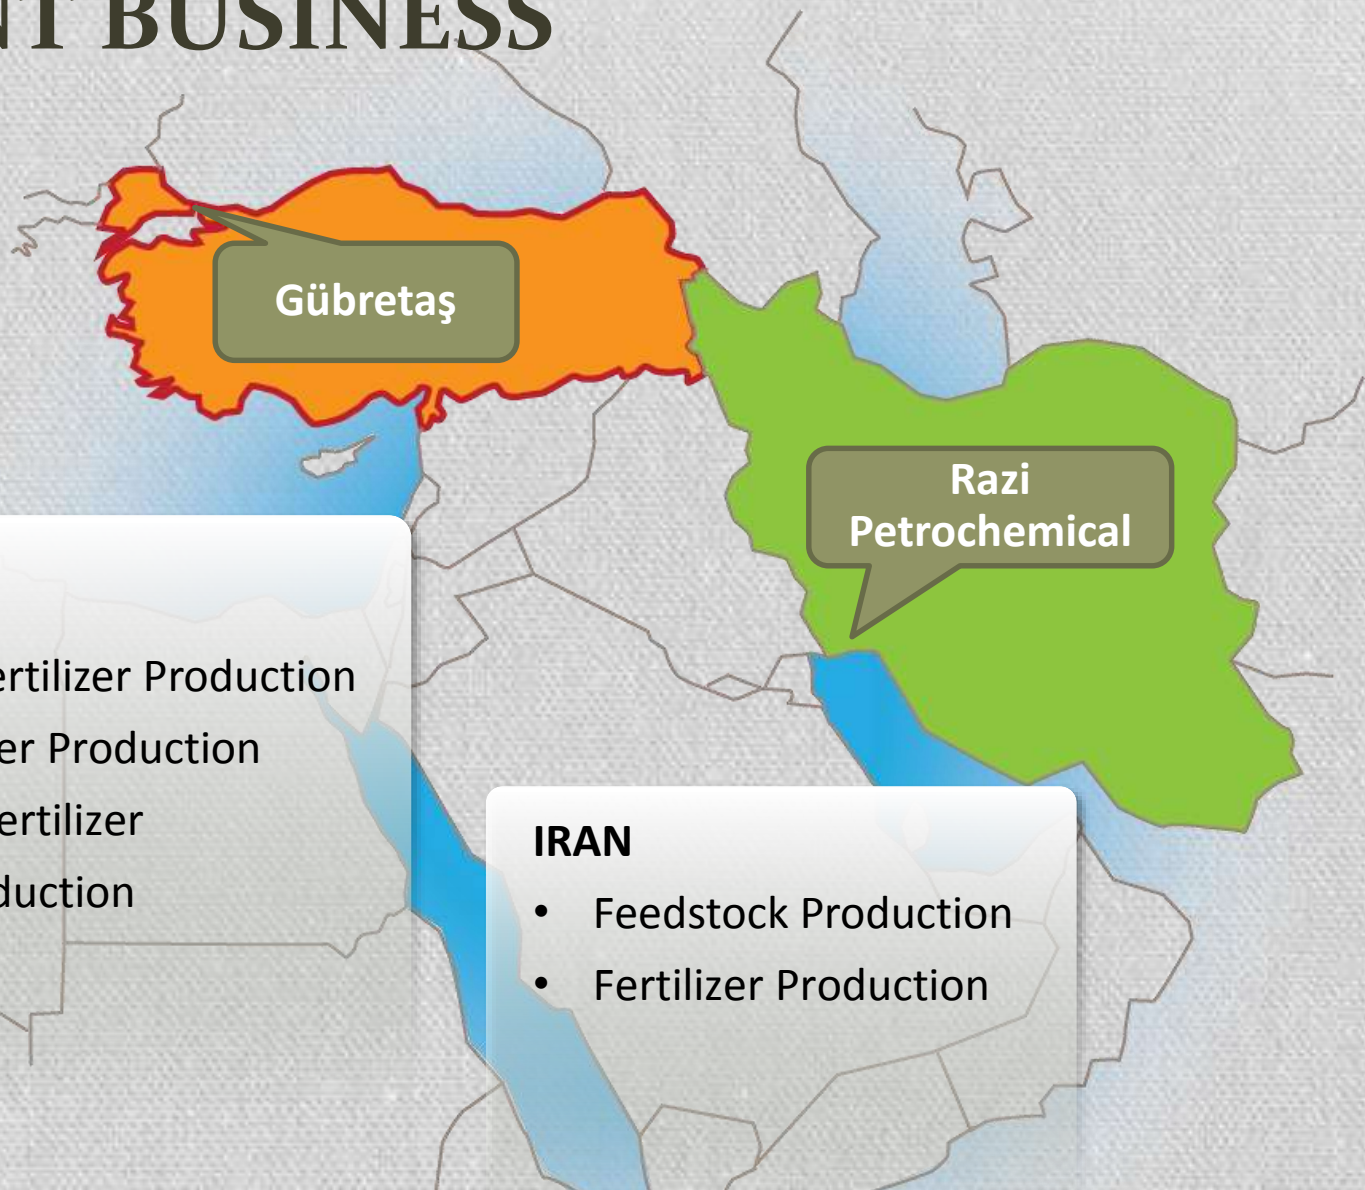 NT BUSINESS
Gübretaş
Razi
Petrochemical
ertilizer Production
er Production
ertilizer
duction
IRAN
• Feedstock Production
• Fertilizer Production